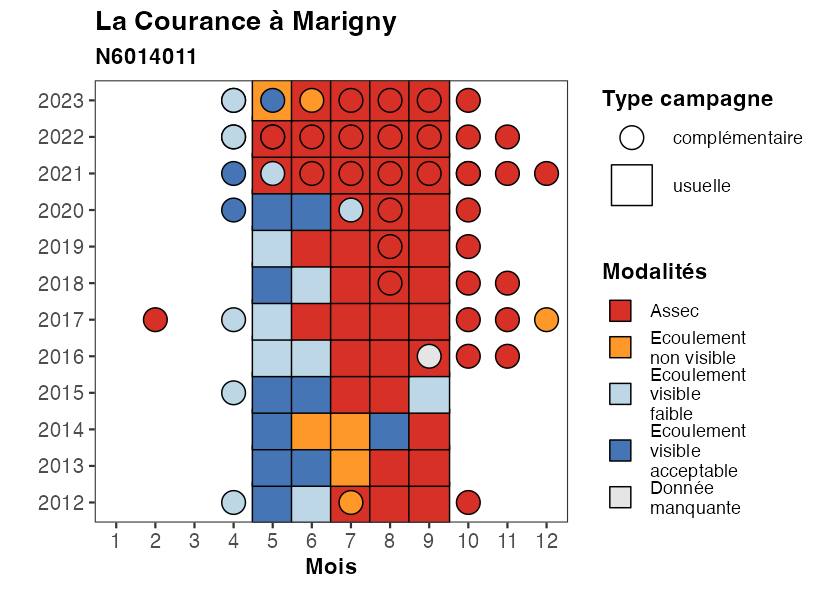 La Courance à Marigny
N6014011
2023
2022
2021
2020
2019
2018
2017
2016
2015
2014
2013
2012
1 2 3 4 5 6 7 8 9 10 11 12
Mois
Type campagne
complémentaire
usuelle
Modalités
Assec
Ecoulement
non visible
Ecoulement
visible
faible
Ecoulement
visible
acceptable
Donnée
manquante